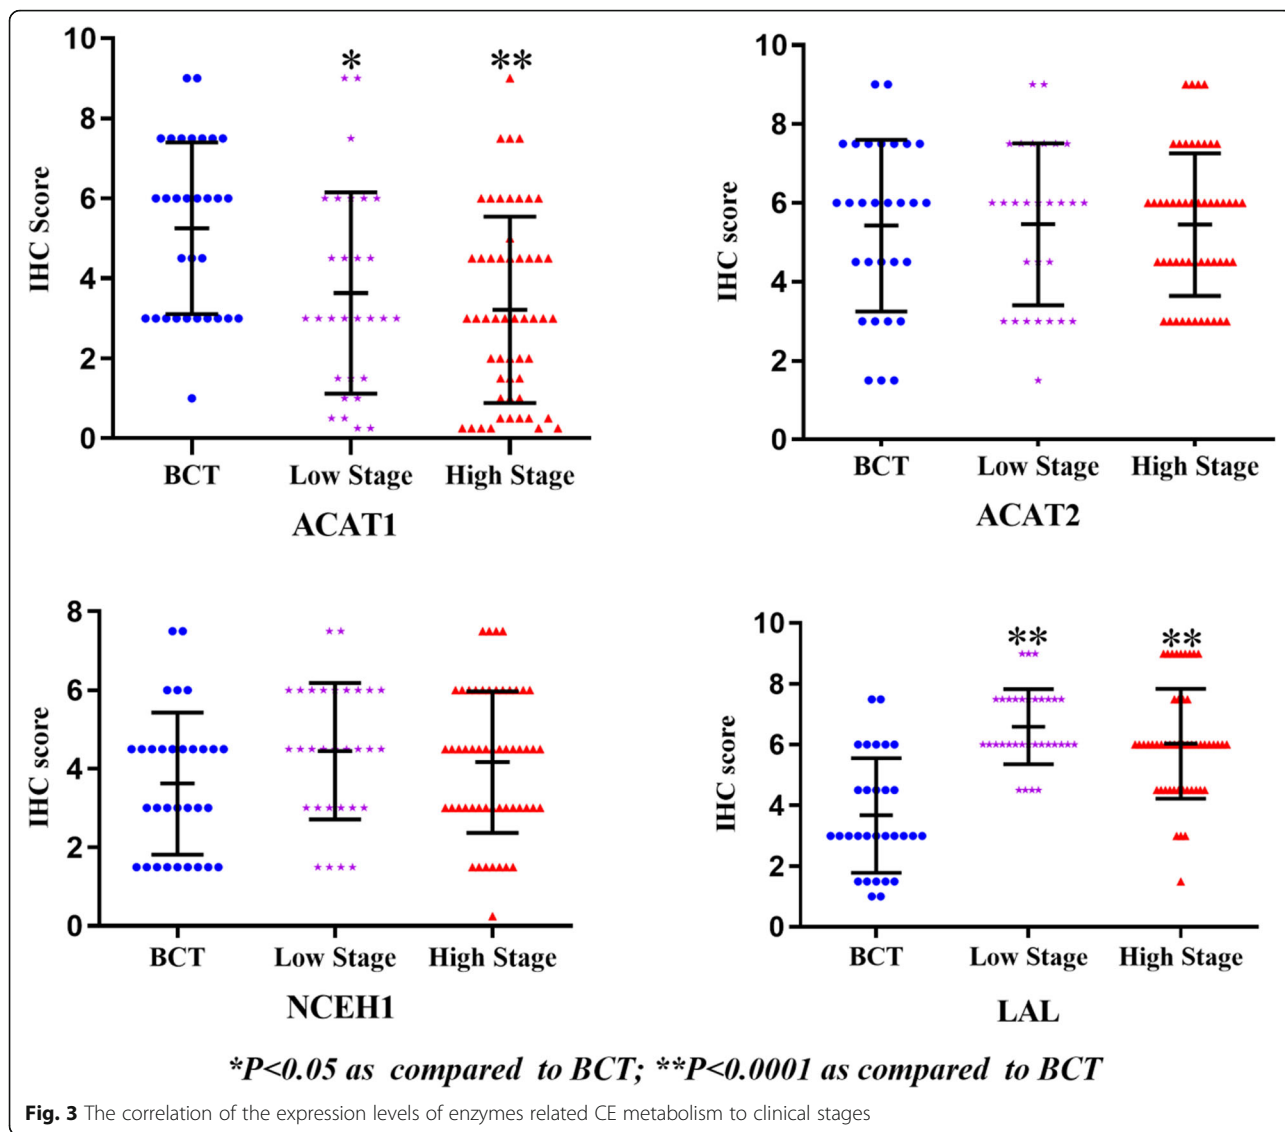 10
8
6
4
2
0
IHC Score
*
**
BCT
Low Stage
High Stage
ACAT1
10
8
6
4
2
0
IHC score
BCT
Low Stage
High Stage
ACAT2
8
6
4
2
0
IHC score
BCT
Low Stage
High Stage
NCEH1
10
8
6
4
2
0
IHC score
**
**
BCT
Low Stage
High Stage
LAL
*P<0.05 as compared to BCT; **P<0.0001 as compared to BCT
Fig. 3 The correlation of the expression levels of enzymes related CE metabolism to clinical stages